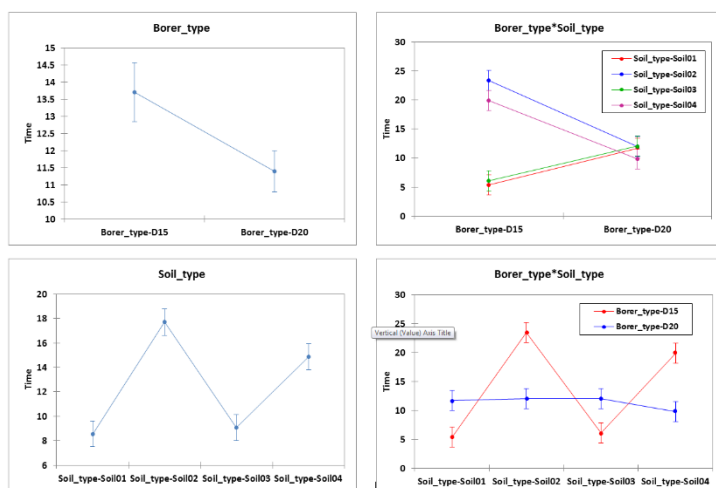 Borer_type
15
14.5
14
13.5
13
12.5
12
11.5
11
10.5
10
Time
Borer_type-D15 Borer_type-D20
Borer_type*Soil_type
30
25
20
15
10
5
0
Time
Soil_type-Soil01
Soil_type-Soil02
Soil_type-Soil03
Soil_type-Soil04
Borer_type-D15 Borer_type-D20
Soil_type
20
18
16
14
12
10
8
6
Time
Soil_type-Soil01 Soil_type-Soil02 Soil_type-Soil03 Soil_type-Soil04
Borer_type*Soil_type
30
25
20
15
10
5
0
Time
Vertical (Value) Axis Title
Borer_type-D15
Borer_type-D20
Soil_type-Soil01 Soil_type-Soil02 Soil_type-Soil03 Soil_type-Soil04